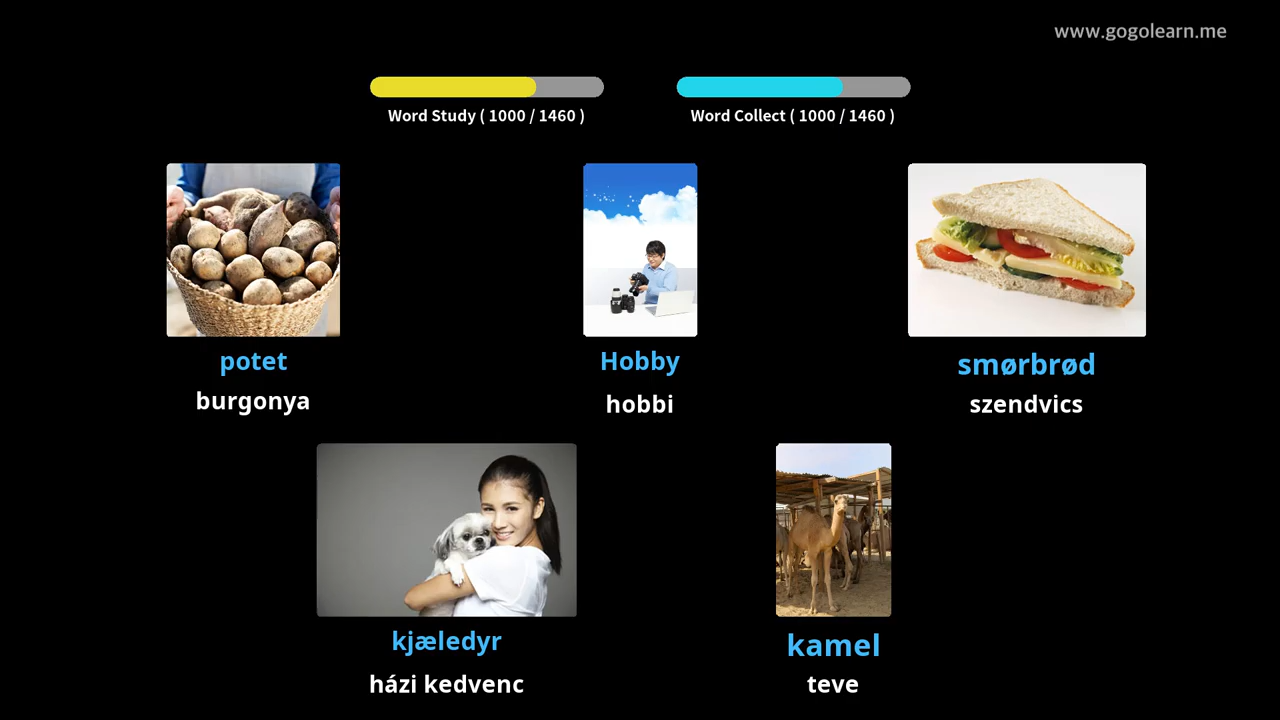 www.gogolearn.me
Word Study ( 1000 / 1460 )
Word Collect ( 1000 / 1460 )
potet
burgonya
Hobby
hobbi
smørbrød
szendvics
kjæledyr
házi kedvenc
kamel
teve